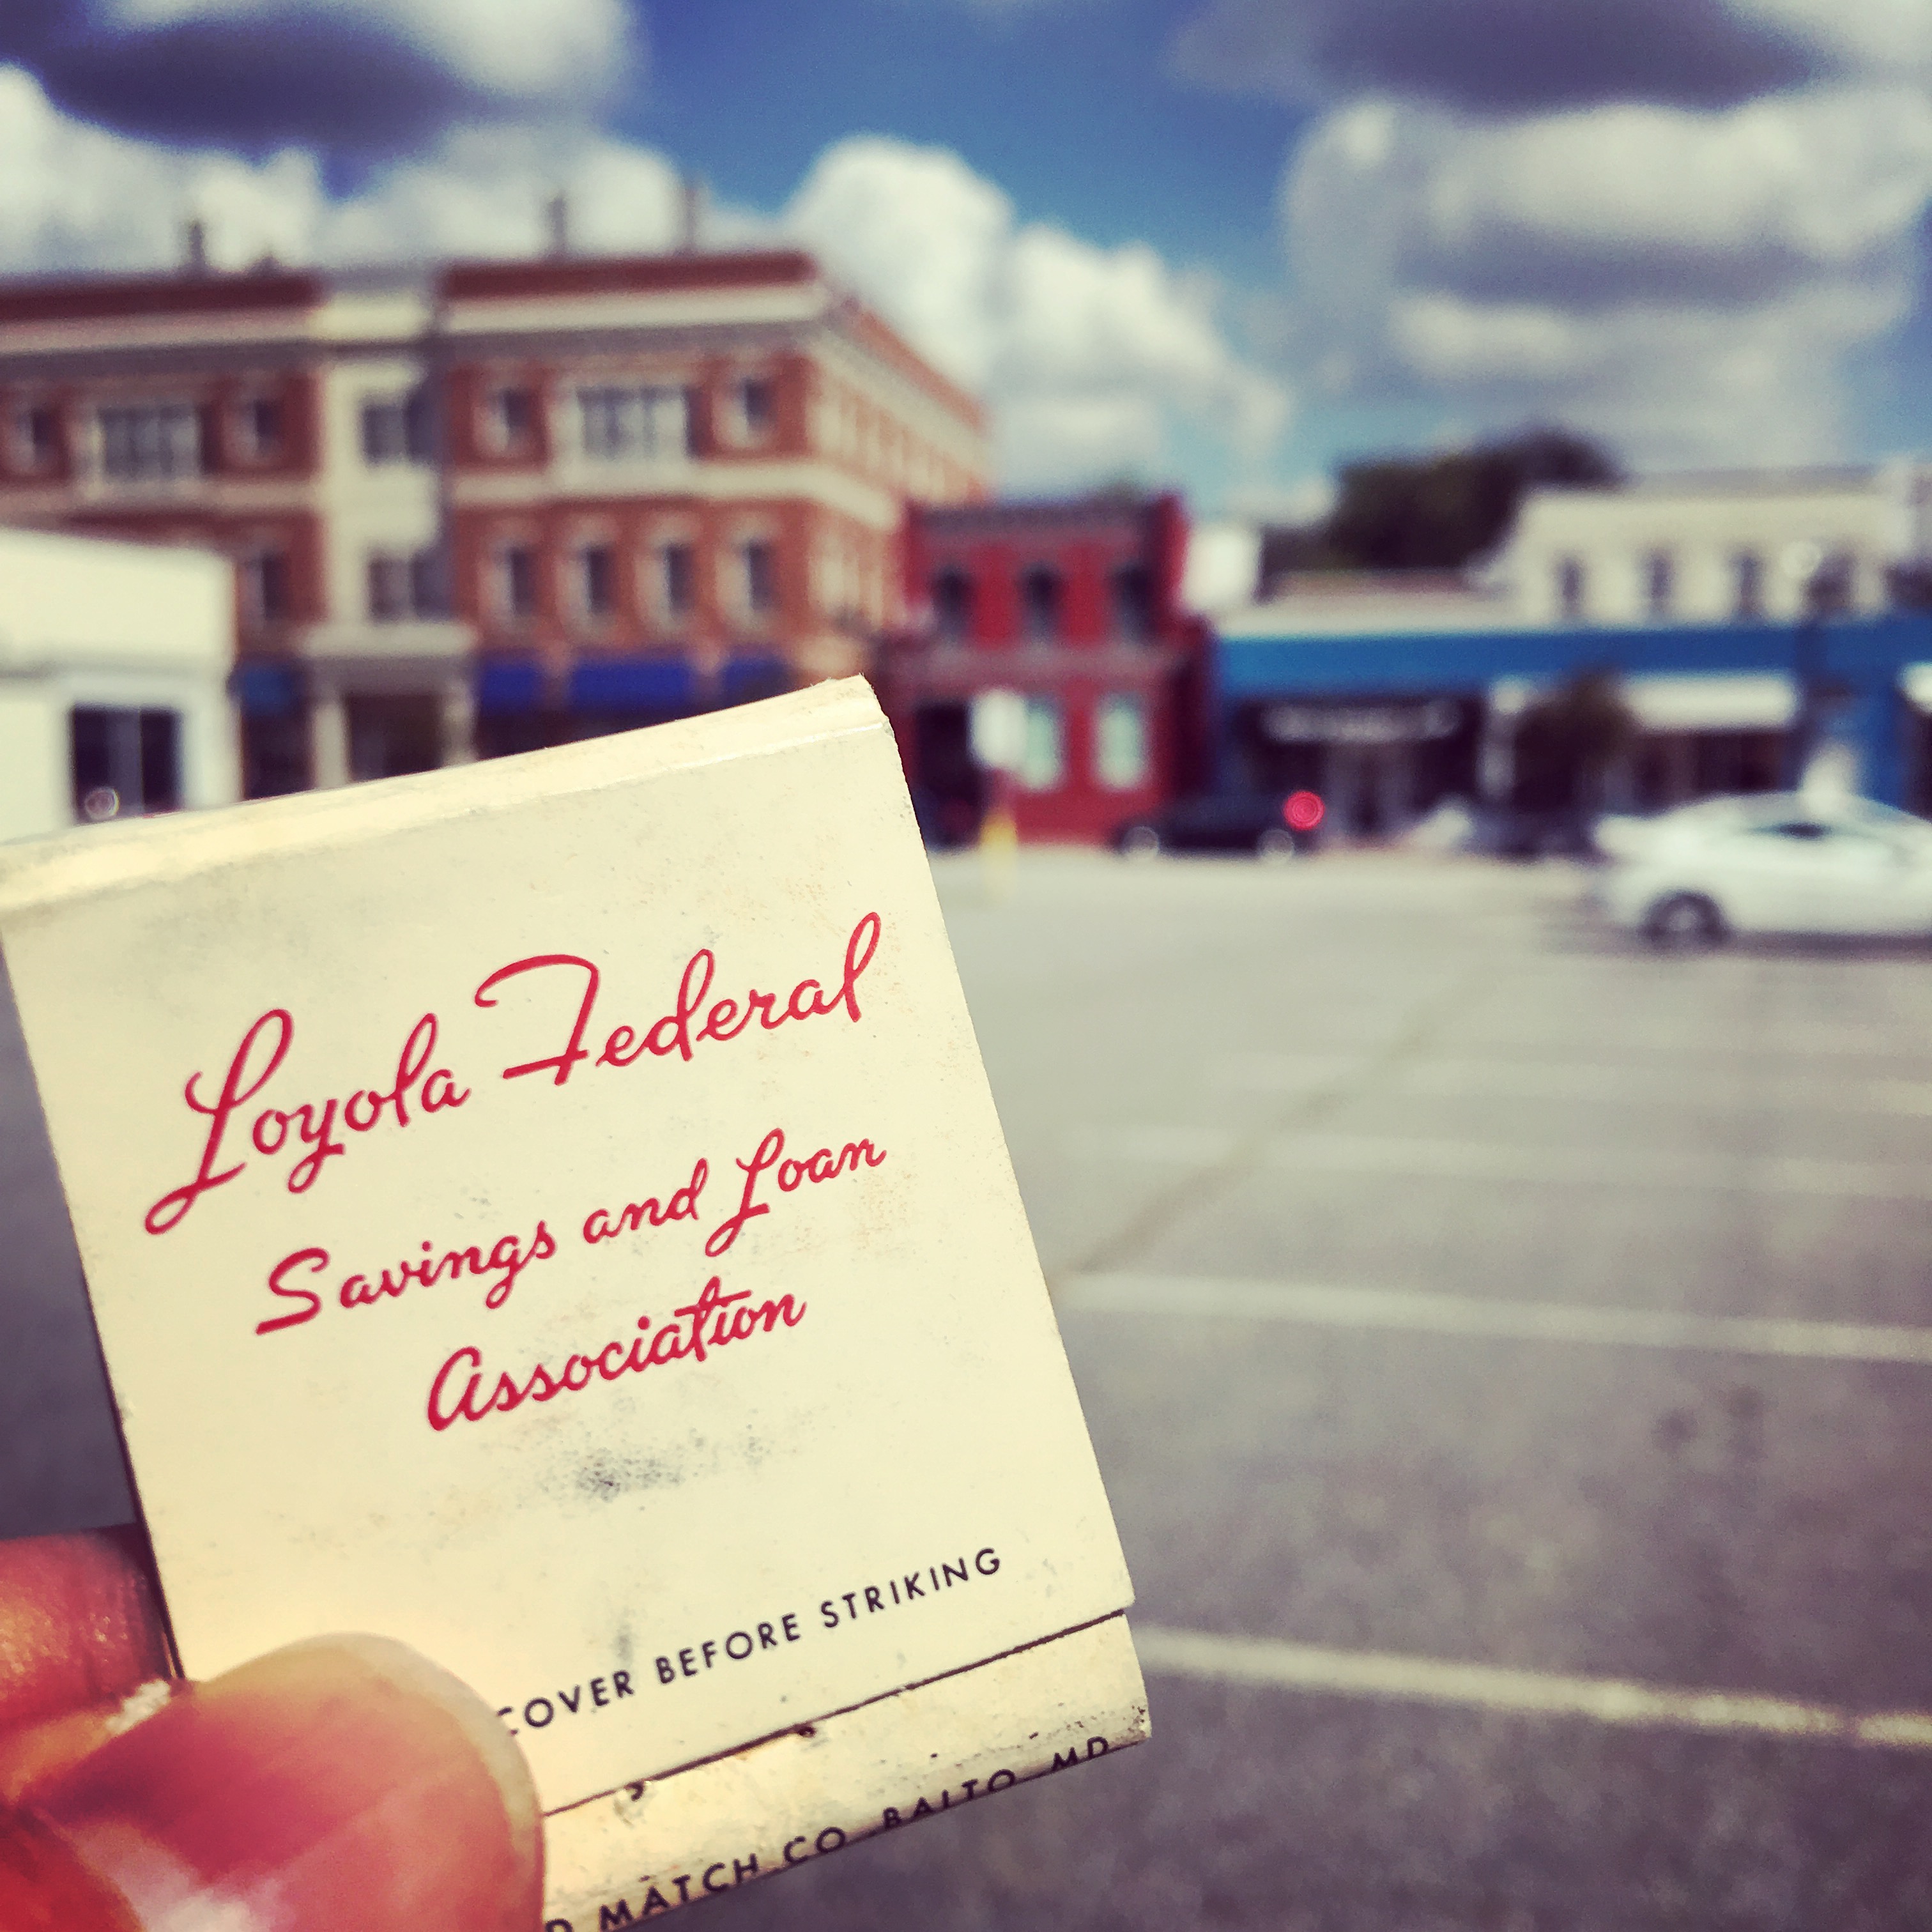 Loyola Federal
Savings and Loan
Association
COVER BEFORE STRIKING
MATCH CO. BALTO. MD.